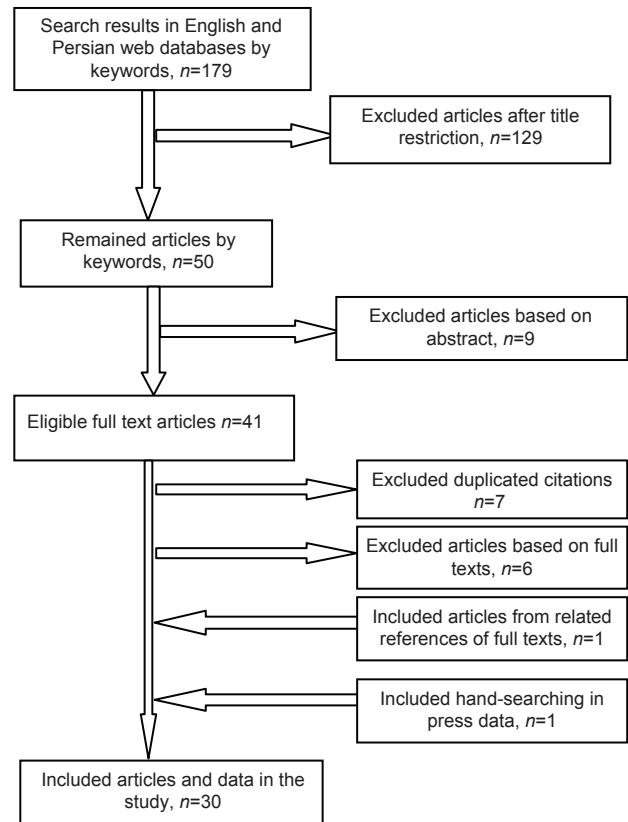 Search results in English and
Persian web databases by
keywords, n=179
Excluded articles after title
restriction, n=129
Remained articles by
keywords, n=50
Excluded articles based on
abstract, n=9
Eligible full text articles n=41
Excluded duplicated citations
n=7
Excluded articles based on full
texts, n=6
Included articles from related
references of full texts, n=1
Included hand-searching in
press data, n=1
Included articles and data in the
study, n=30